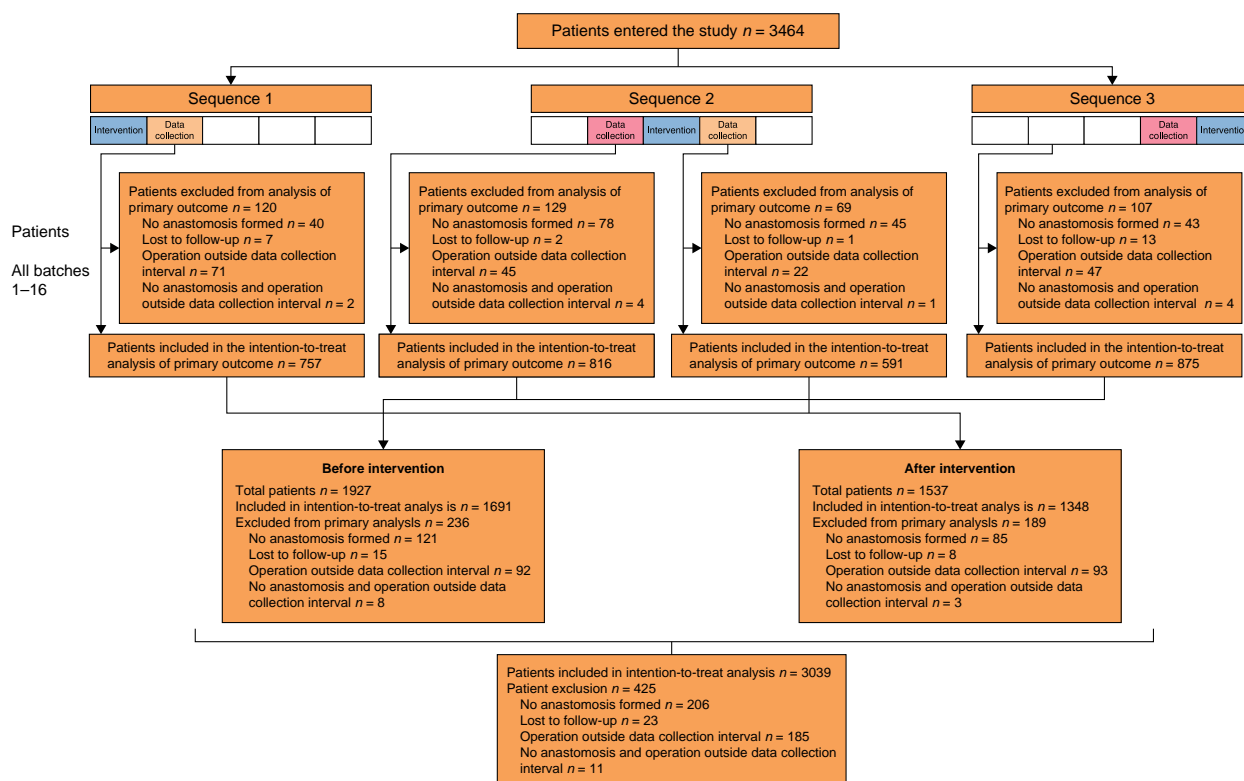 Patients entered the study n = 3464
Sequence 1
Intervention
Data
collection
Sequence 2
Data
collection
Intervention
Data
collection
Sequence 3
Data
collection
Intervention
Patients
All batches
1–16
Patients excluded from analysis of
primary outcome n = 120
No anastomosis formed n = 40
Lost to follow-up n = 7
Operation outside data collection
interval n = 71
No anastomosis and operation
outside data collection interval n = 2
Patients excluded from analysis of
primary outcome n = 129
No anastomosis formed n = 78
Lost to follow-up n = 2
Operation outside data collection
interval n = 45
No anastomosis and operation
outside data collection interval n = 4
Patients excluded from analysis of
primary outcome n = 69
No anastomosis formed n = 45
Lost to follow-up n = 1
Operation outside data collection
interval n = 22
No anastomosis and operation
outside data collection interval n = 1
Patients excluded from analysis of
primary outcome n = 107
No anastomosis formed n = 43
Lost to follow-up n = 13
Operation outside data collection
interval n = 47
No anastomosis and operation
outside data collection interval n = 4
Patients included in the intention-to-treat
analysis of primary outcome n = 757
Patients included in the intention-to-treat
analysis of primary outcome n = 816
Patients included in the intention-to-treat
analysis of primary outcome n = 591
Patients included in the intention-to-treat
analysis of primary outcome n = 875
Before intervention
Total patients n = 1927
Included in intention-to-treat analys is n = 1691
Excluded from primary analysis n = 236
No anastomosis formed n = 121
Lost to follow-up n = 15
Operation outside data collection interval n = 92
No anastomosis and operation outside data
collection interval n = 8
After intervention
Total patients n = 1537
Included in intention-to-treat analys is n = 1348
Excluded from primary analysls n = 189
No anastomosis formed n = 85
Lost to follow-up n = 8
Operation outside data collection interval n = 93
No anastomosis and operation outside data
collection interval n = 3
Patients included in intention-to-treat analysis n = 3039
Patient exclusion n = 425
No anastomosis formed n = 206
Lost to follow-up n = 23
Operation outside data collection interval n = 185
No anastomosis and operation outside data collection
interval n = 11